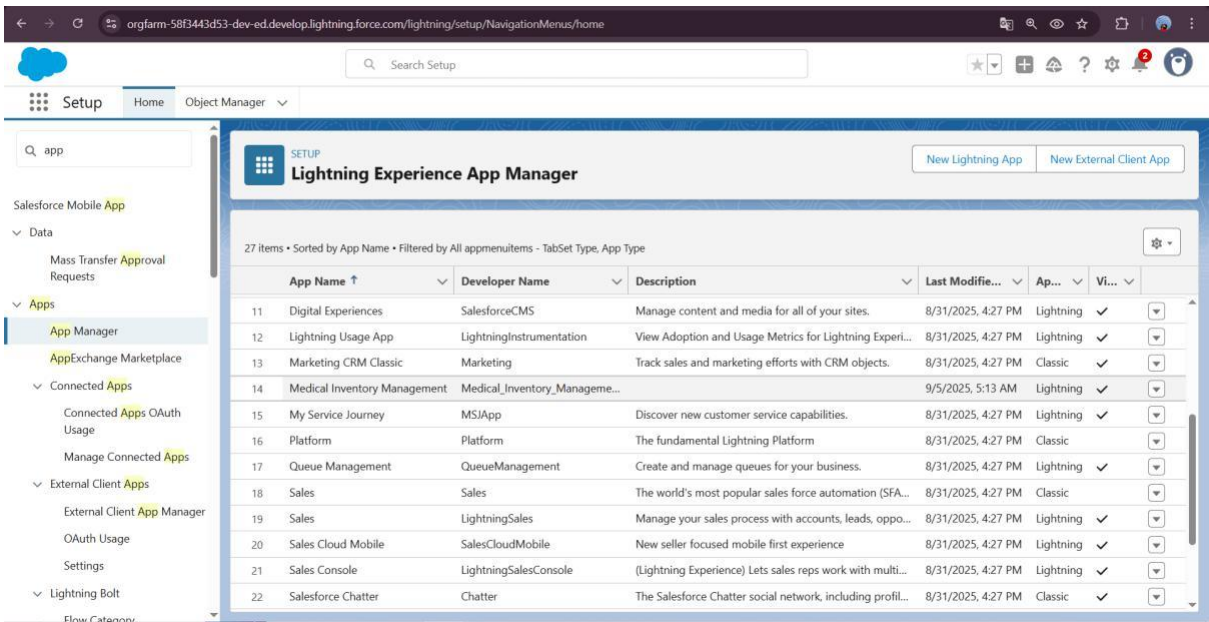 orgfarm-58f3443d53-dev-ed.develop.lightning.force.com/lightning/setup/NavigationMenus/home
Search Setup
2
Setup Home Object Manager
app
Salesforce Mobile App
Data
Mass Transfer Approval
Requests
Apps
App Manager
AppExchange Marketplace
Connected Apps
Connected Apps OAuth
Usage
Manage Connected Apps
External Client Apps
External Client App Manager
OAuth Usage
Settings
Lightning Bolt
Flow Category
SETUP
Lightning Experience App Manager
New Lightning App New External Client App
27 items • Sorted by App Name • Filtered by All appmenuitems - TabSet Type, App Type
App Name ↑ Developer Name Description Last Modifie... Ap... Vi...
11 Digital Experiences SalesforceCMS Manage content and media for all of your sites. 8/31/2025, 4:27 PM Lightning ✓
12 Lightning Usage App LightningInstrumentation View Adoption and Usage Metrics for Lightning Experi... 8/31/2025, 4:27 PM Lightning ✓
13 Marketing CRM Classic Marketing Track sales and marketing efforts with CRM objects. 8/31/2025, 4:27 PM Classic ✓
14 Medical Inventory Management Medical_Inventory_Manageme... 9/5/2025, 5:13 AM Lightning ✓
15 My Service Journey MSJApp Discover new customer service capabilities. 8/31/2025, 4:27 PM Lightning ✓
16 Platform Platform The fundamental Lightning Platform 8/31/2025, 4:27 PM Classic
17 Queue Management QueueManagement Create and manage queues for your business. 8/31/2025, 4:27 PM Lightning ✓
18 Sales Sales The world's most popular sales force automation (SFA... 8/31/2025, 4:27 PM Classic
19 Sales LightningSales Manage your sales process with accounts, leads, oppo... 8/31/2025, 4:27 PM Lightning ✓
20 Sales Cloud Mobile SalesCloudMobile New seller focused mobile first experience 8/31/2025, 4:27 PM Lightning ✓
21 Sales Console LightningSalesConsole (Lightning Experience) Lets sales reps work with multi... 8/31/2025, 4:27 PM Lightning ✓
22 Salesforce Chatter Chatter The Salesforce Chatter social network, including profil... 8/31/2025, 4:27 PM Classic ✓